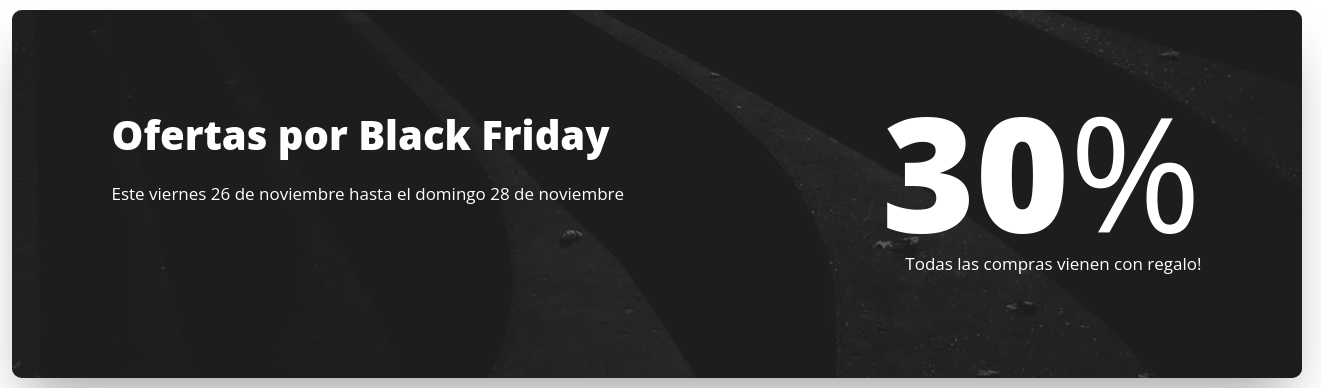 Ofertas por Black Friday
Este viernes 26 de noviembre hasta el domingo 28 de noviembre
30%
Todas las compras vienen con regalo!